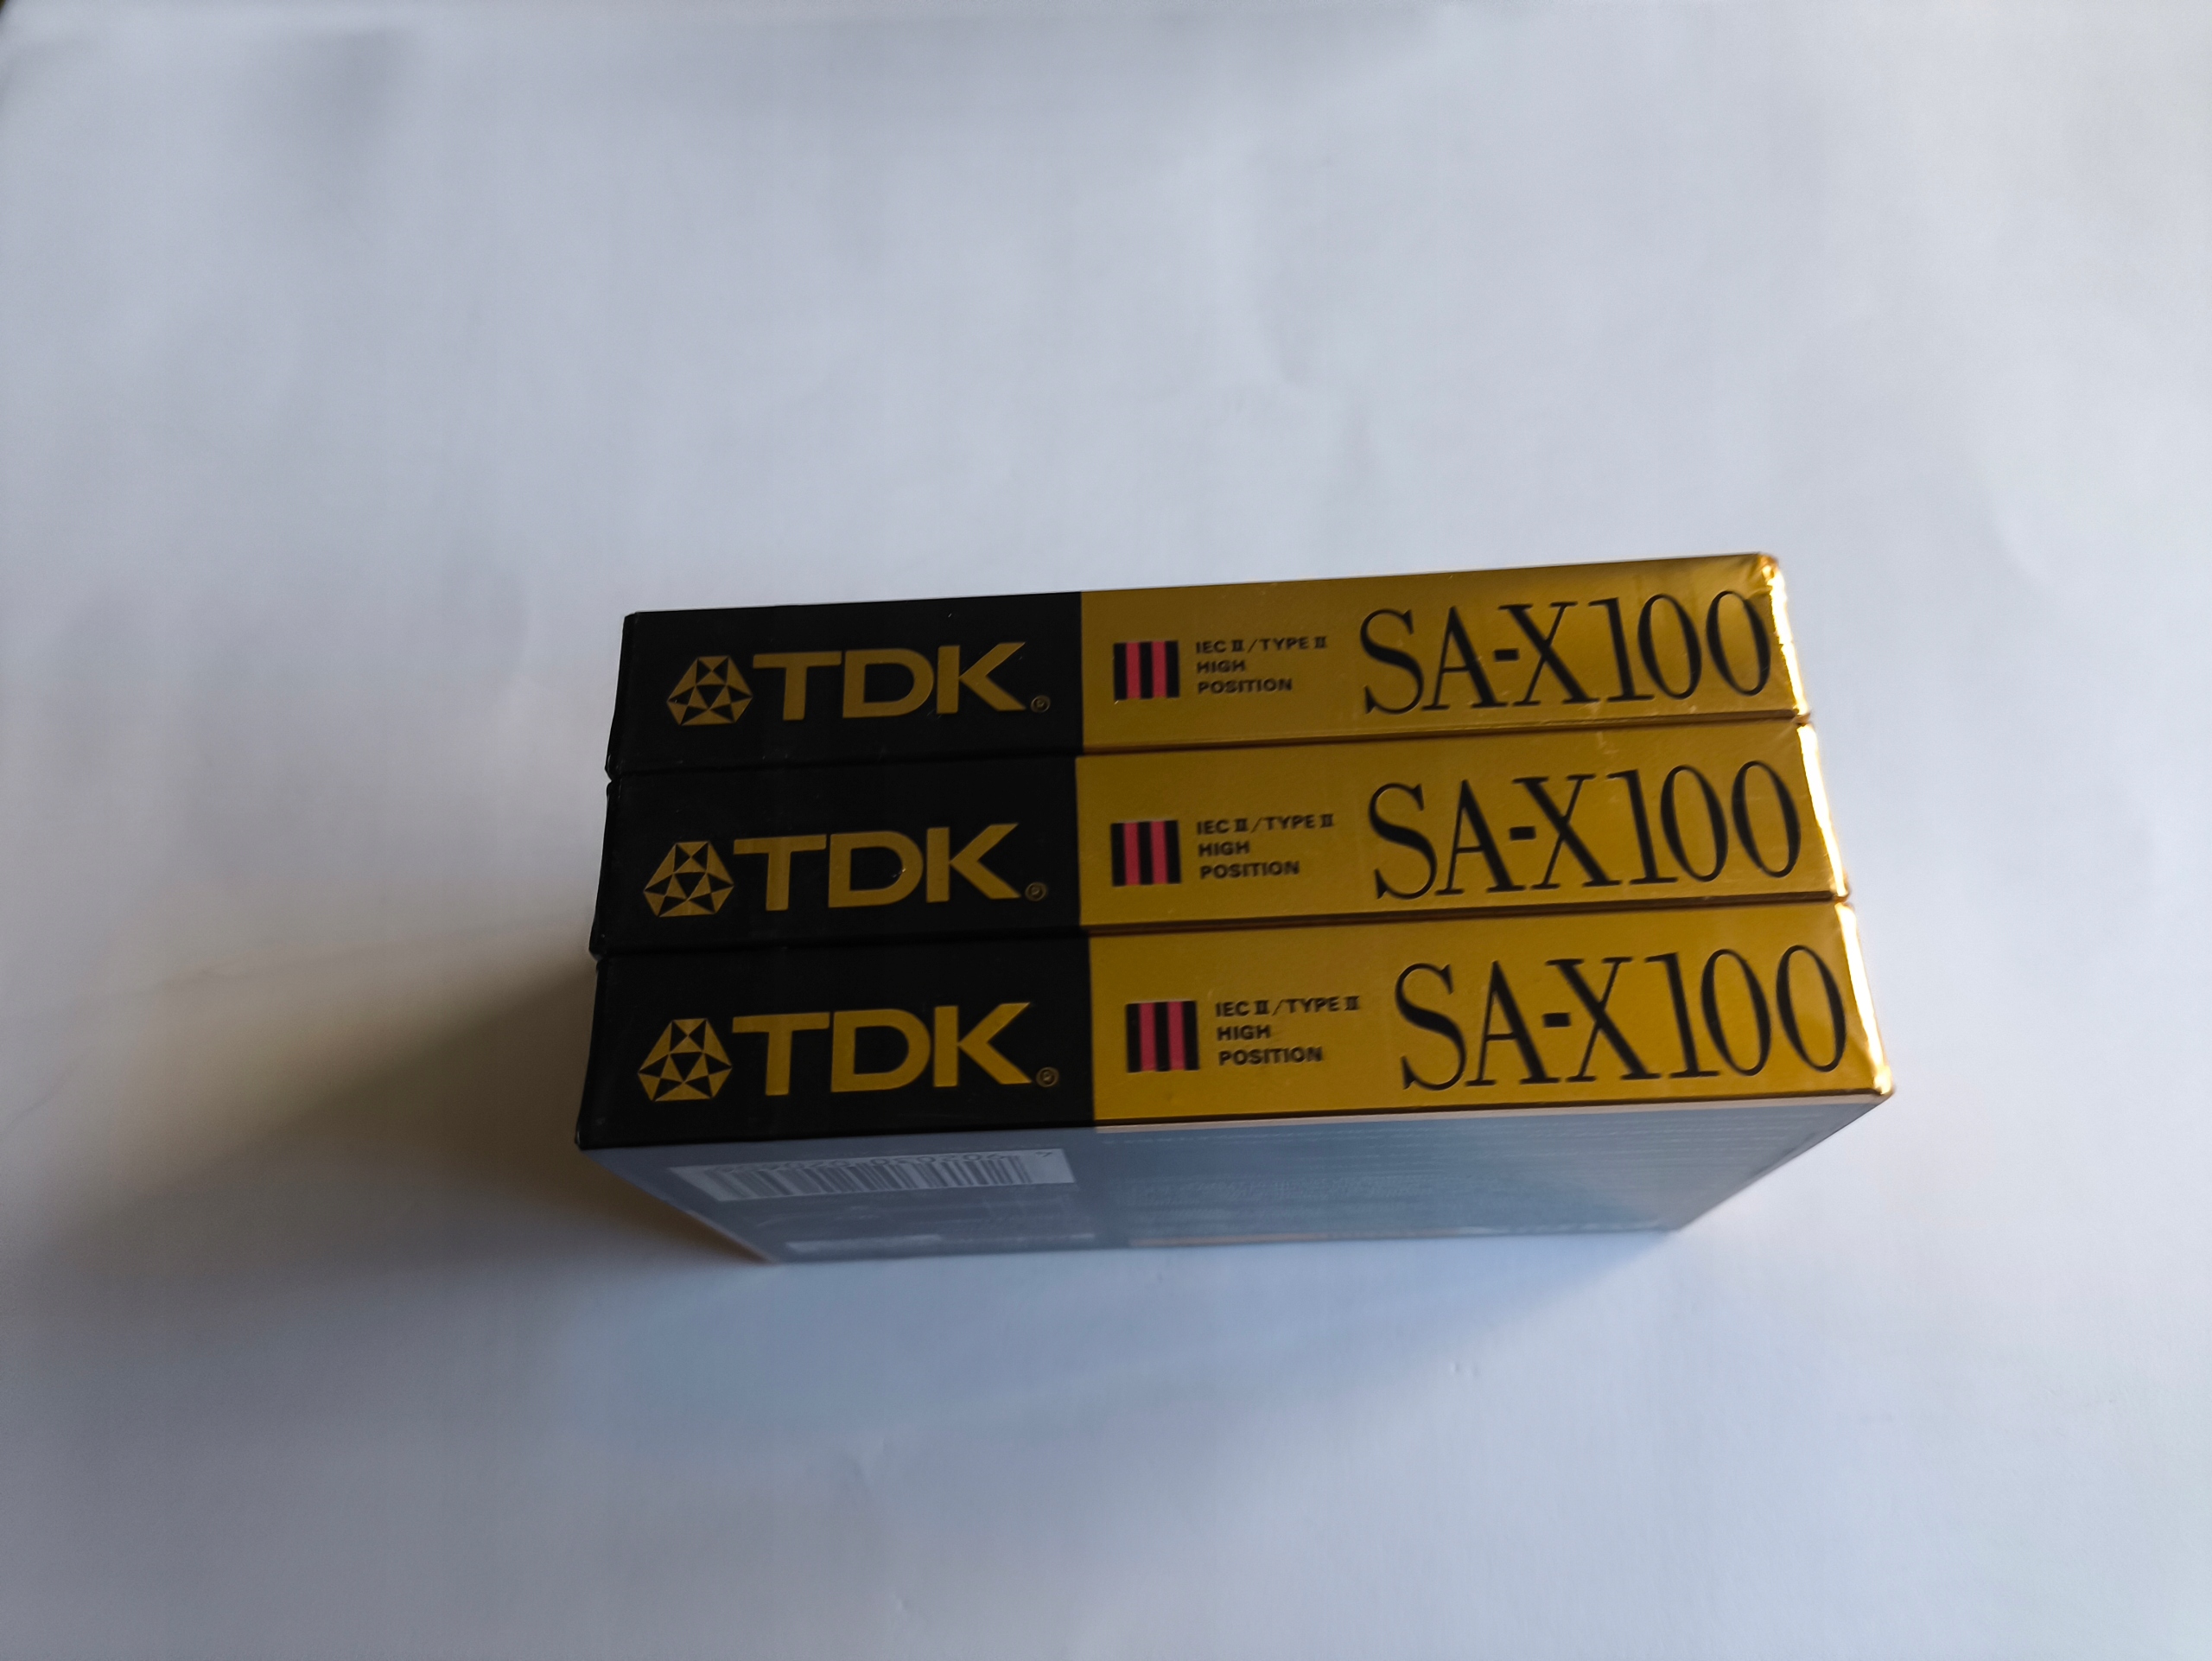 TDK
IEC II/TYPE II
HIGH
POSITION
SA-X100
TDK
IEC II/TYPE II
HIGH
POSITION
SA-X100
TDK
IEC II/TYPE II
HIGH
POSITION
SA-X100